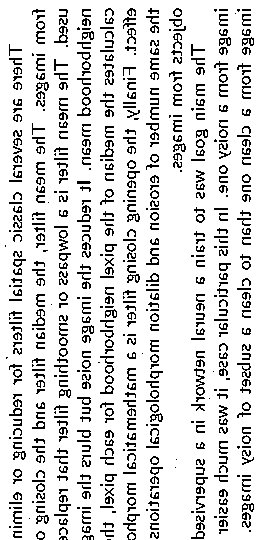 There are several classic spatial filters for reducing or elimin
from images. The mean filter, the median filter and the closing o
used. The mean filter is a lowpass or smoothing filter that replace
neighborhood mean. It reduces the image noise but blurs the image
calculates the median of the pixel neighborhood for each pixel, th
effect. Finally, the opening closing filter is a mathematical morpho
the same number of erosion and dilation morphological operations
objects from images.
The main goal was to train a neural network in a supervised
image from a noisy one. In this particular case, it was much easier
image from a clean one than to clean a subset of noisy images.